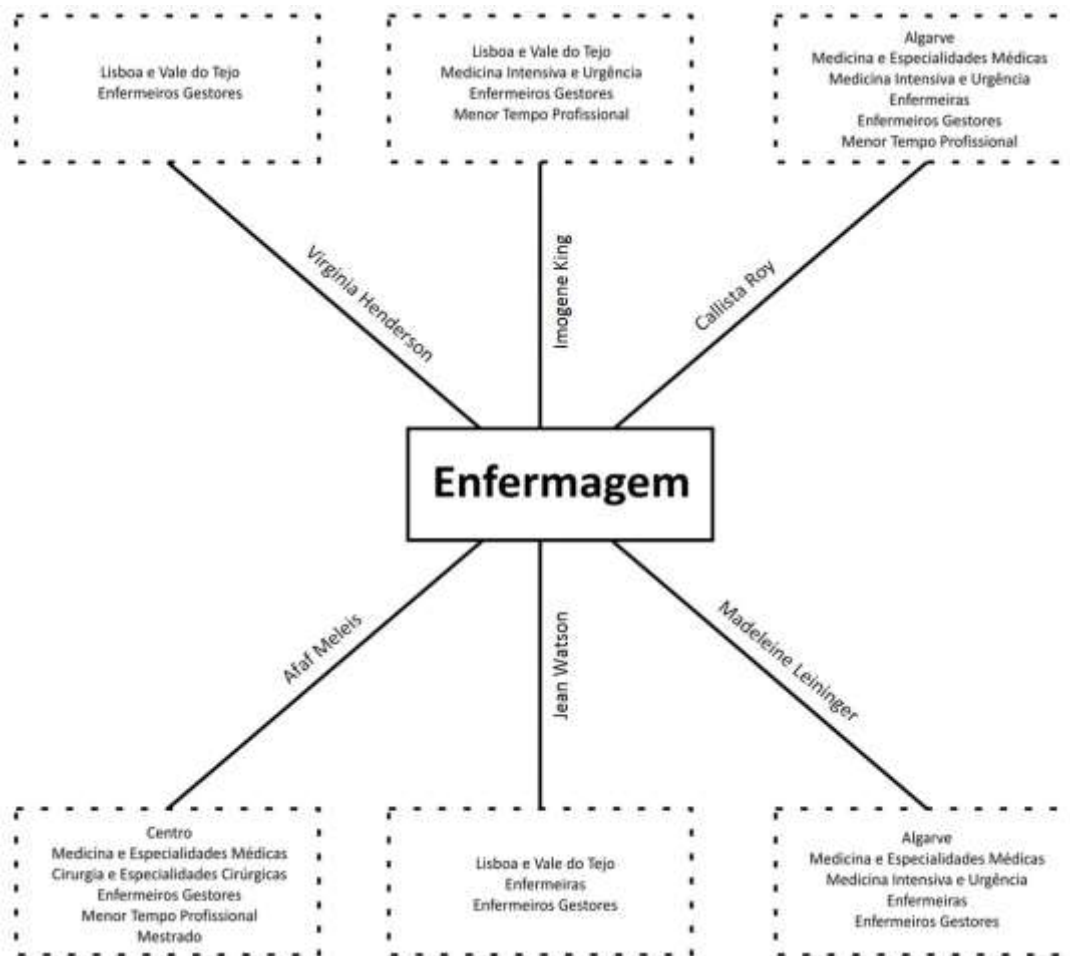 Lisboa e Vale do Tejo
Enfermeiros Gestores
Lisboa e Vale do Tejo
Medicina Intensiva e Urgência
Enfermeiros Gestores
Menor Tempo Profissional
Algarve
Medicina e Especialidades Médicas
Medicina Intensiva e Urgência
Enfermeiras
Enfermeiros Gestores
Menor Tempo Profissional
Virginia Henderson
Imogene King
Callista Roy
Enfermagem
Afaf Meleis
Jean Watson
Madeleine Leininger
Centro
Medicina e Especialidades Médicas
Cirurgia e Especialidades Cirúrgicas
Enfermeiros Gestores
Menor Tempo Profissional
Mestrado
Lisboa e Vale do Tejo
Enfermeiras
Enfermeiros Gestores
Algarve
Medicina e Especialidades Médicas
Medicina Intensiva e Urgência
Enfermeiras
Enfermeiros Gestores